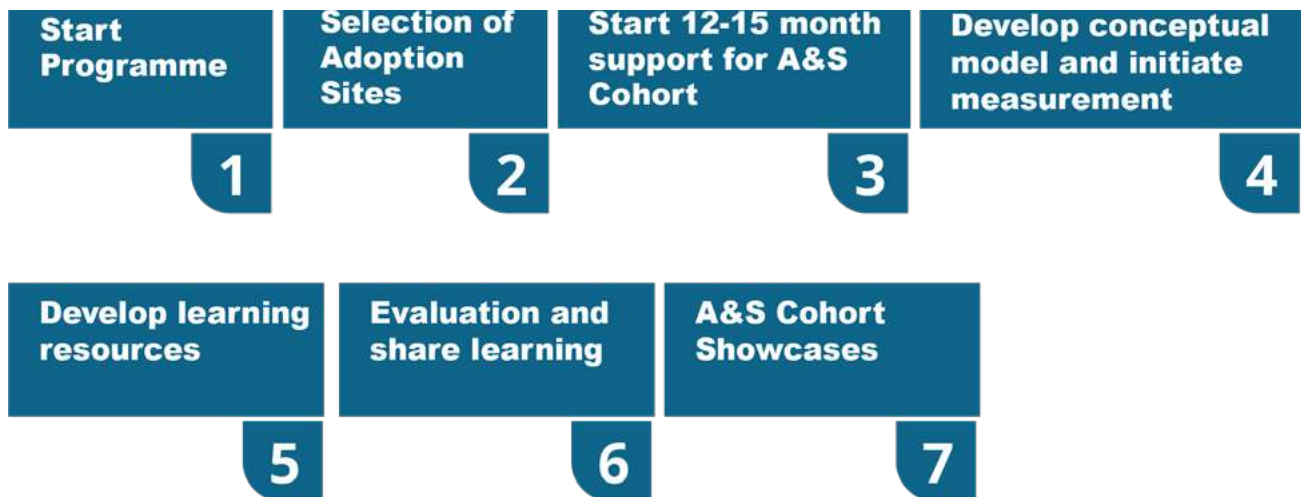 Start
Programme
1
Selection of
Adoption
Sites
2
Start 12-15 month
support for A&S
Cohort
3
Develop conceptual
model and initiate
measurement
4
Develop learning
resources
5
Evaluation and
share learning
6
A&S Cohort
Showcases
7